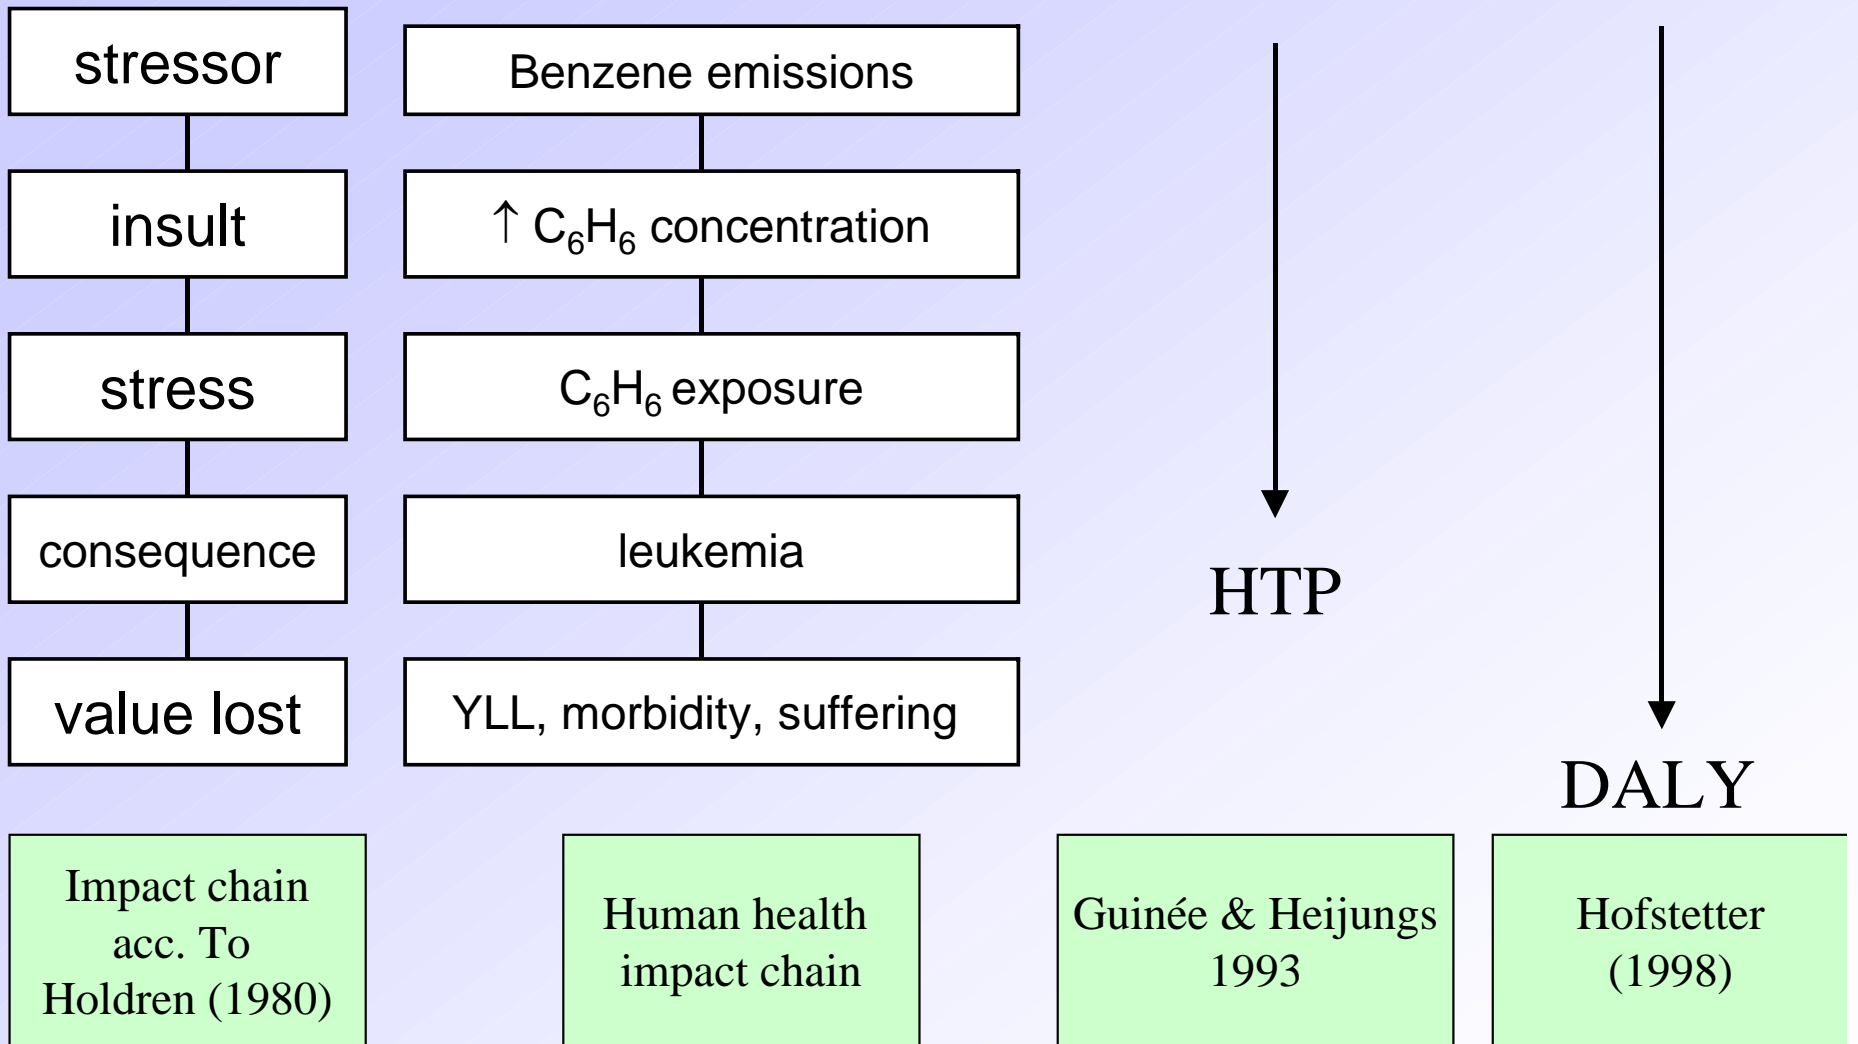 stressor
Benzene emissions
insult
↑ C₆H₆ concentration
stress
C₆H₆ exposure
consequence
leukemia
HTP
value lost
YLL, morbidity, suffering
DALY
Impact chain
acc. To
Holdren (1980)
Human health
impact chain
Guinée & Heijungs
1993
Hofstetter
(1998)